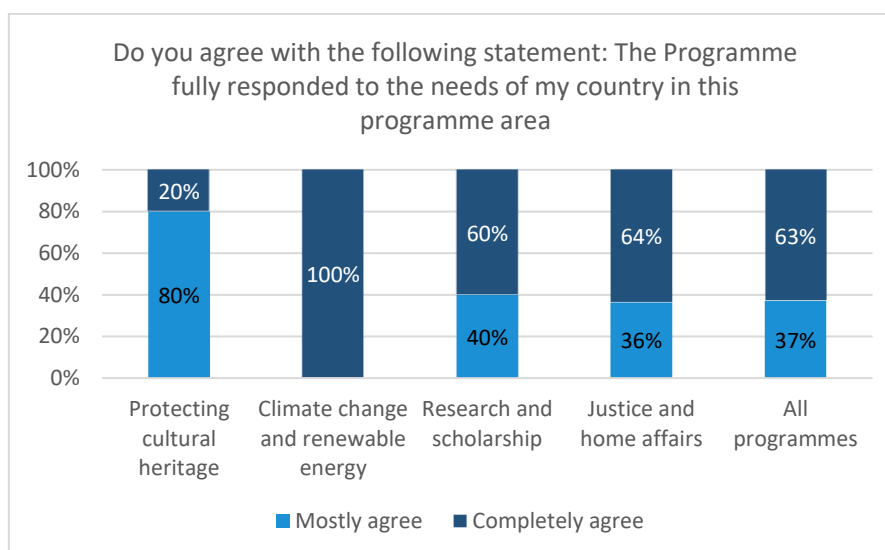 Do you agree with the following statement: The Programme
fully responded to the needs of my country in this
programme area
100%
80%
60%
40%
20%
0%
20%
80%
100%
60%
40%
64%
36%
63%
37%
Protecting
cultural
heritage
Climate change
and renewable
energy
Research and
scholarship
Justice and
home affairs
All
programmes
Mostly agree
Completely agree